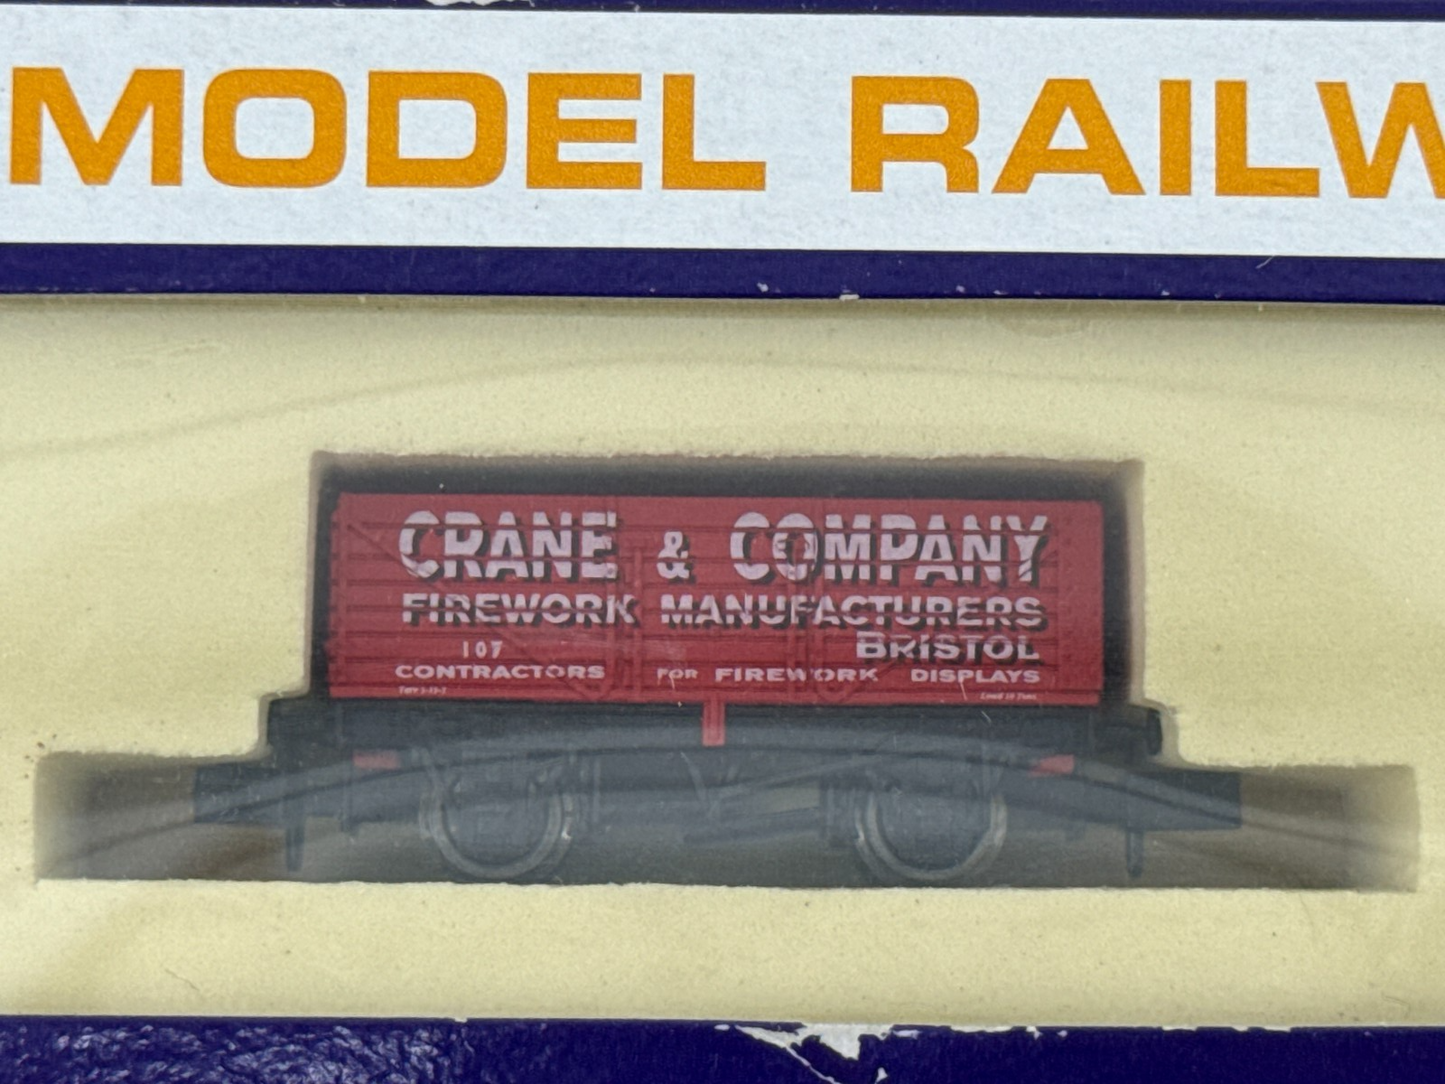 MODEL RAILW
CRANE & COMPANY
FIREWORK MANUFACTURERS
107 BRISTOL
CONTRACTORS FOR FIREWORK DISPLAYS